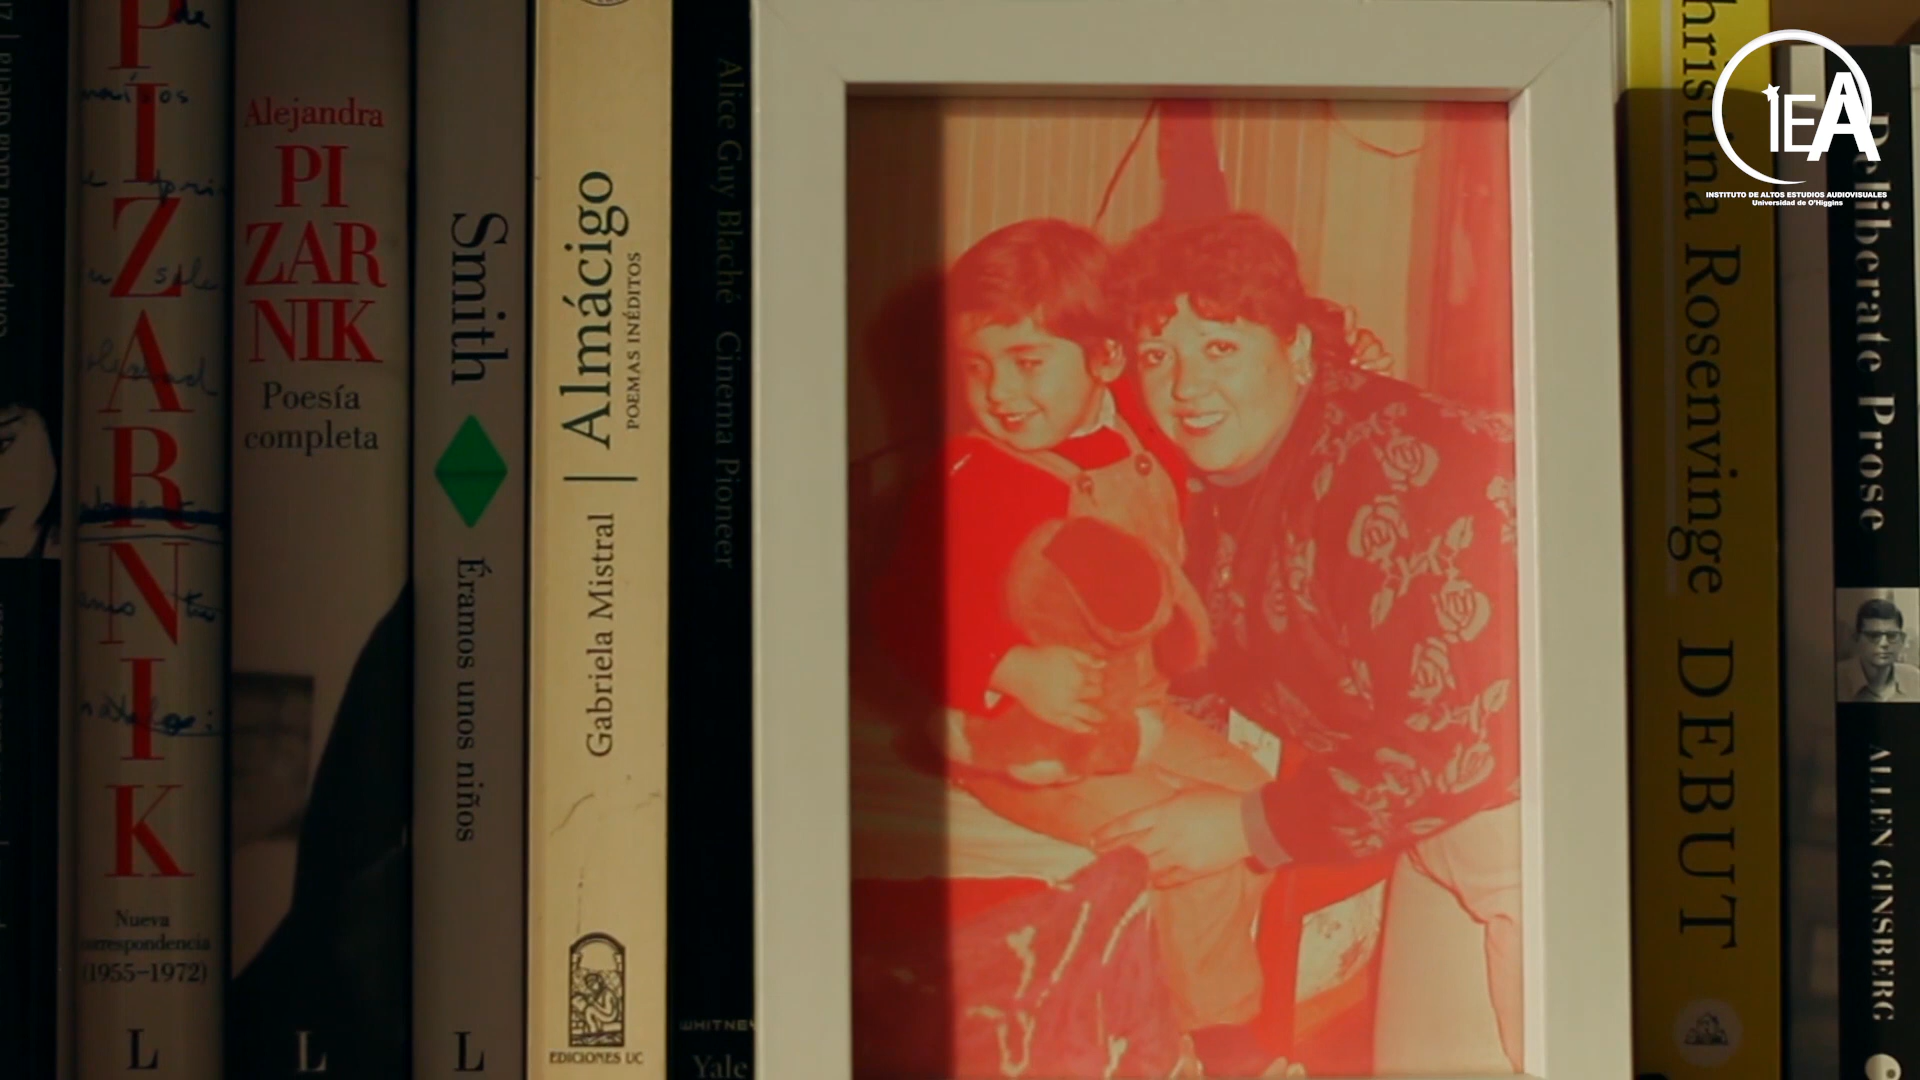 PIZARNIK
Nueva
correspondencia
(1955–1972)
L
Alejandra
PI
ZAR
NIK
Poesía
completa
L
Smith
Éramos unos niños
L
Gabriela Mistral | Almácigo
POEMAS INÉDITOS
EDICIONES UC
Alice Guy Blaché Cinema Pioneer
WHITNEY
Yale
Christina Rosenvinge DEBUT
Deliberate Prose
ALLEN GINSBERG
IEA
INSTITUTO DE ALTOS ESTUDIOS AUDIOVISUALES
Universidad de O'Higgins